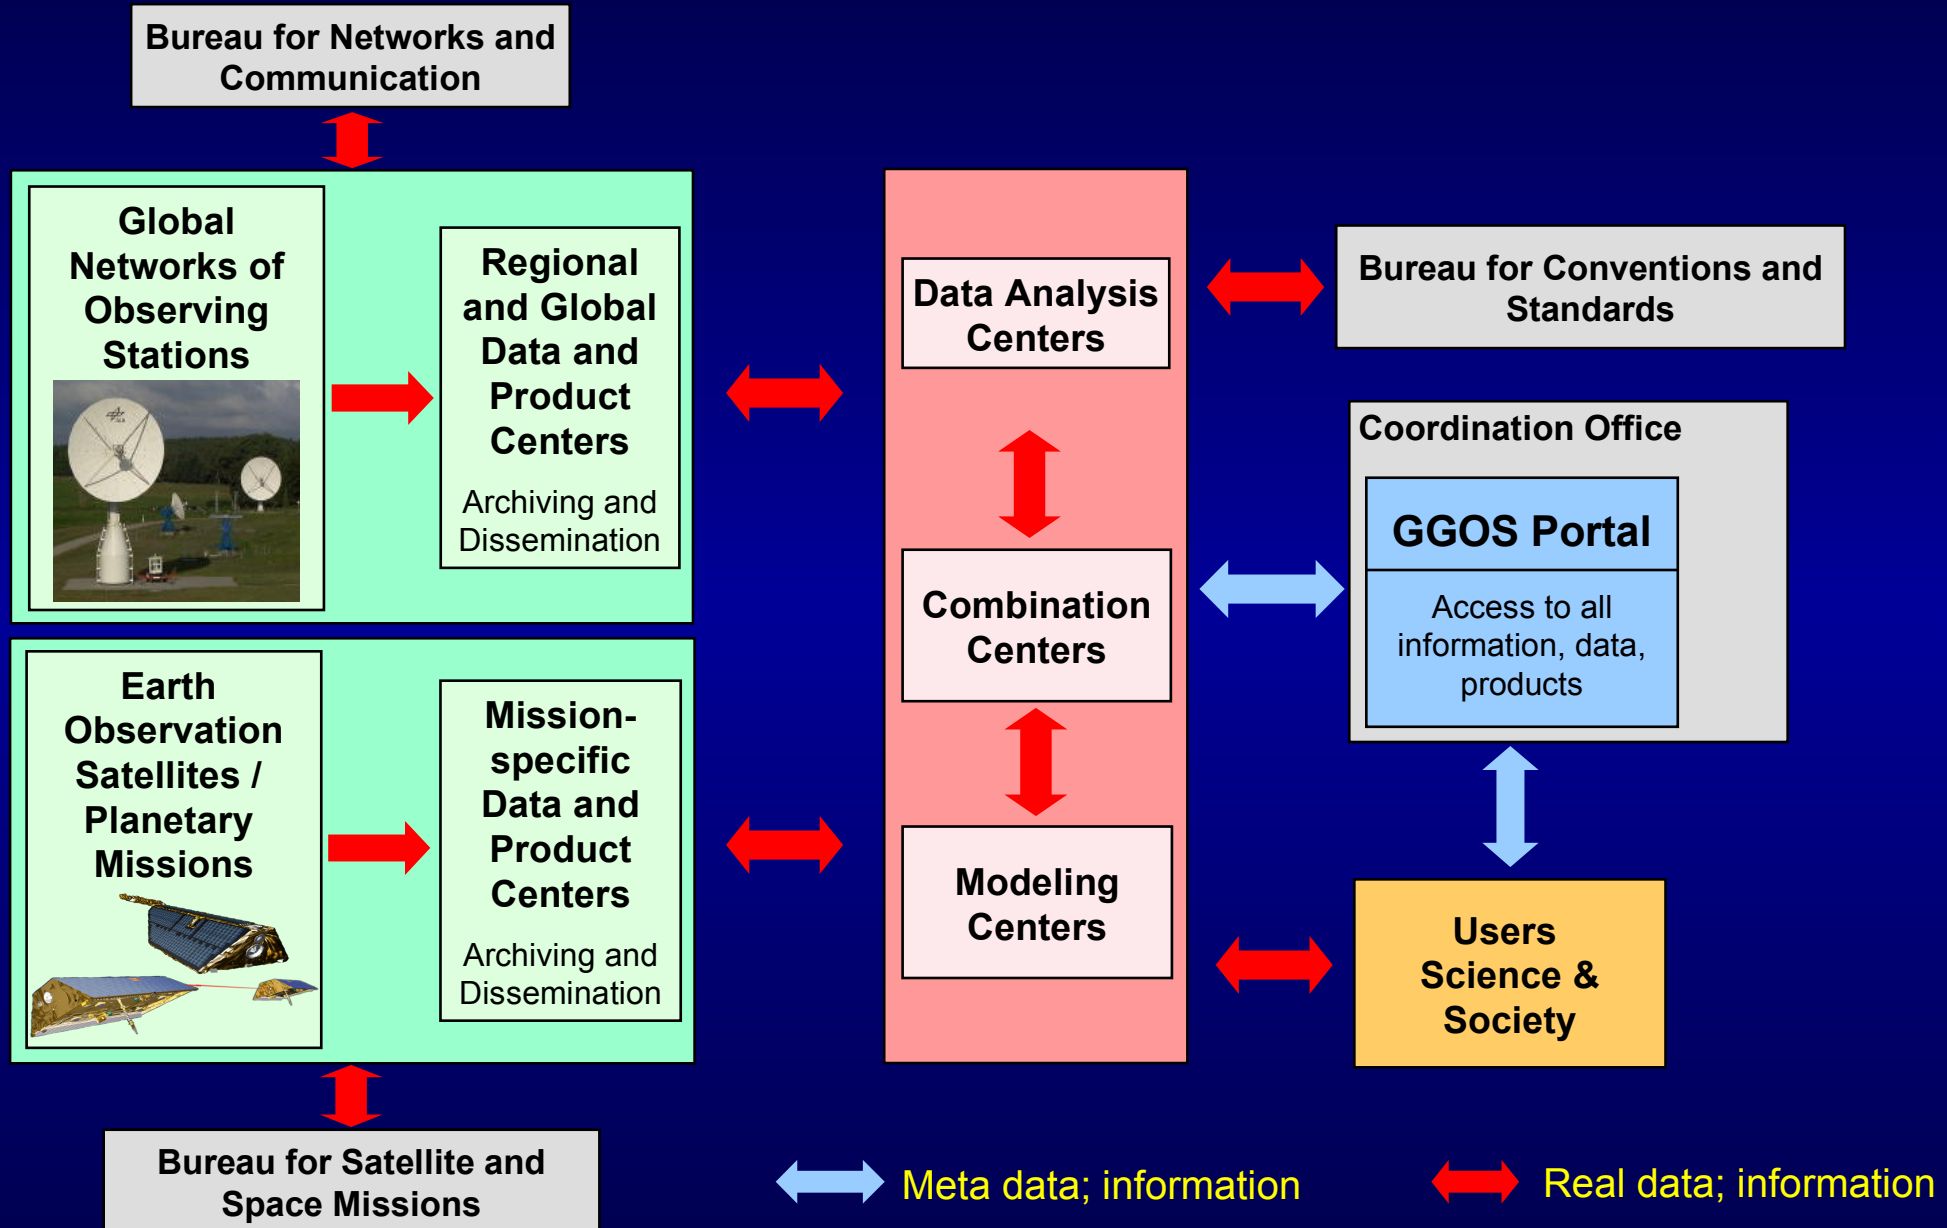 Bureau for Networks and
Communication
Global
Networks of
Observing
Stations
Regional
and Global
Data and
Product
Centers
Archiving and
Dissemination
Earth
Observation
Satellites /
Planetary
Missions
Mission-
specific
Data and
Product
Centers
Archiving and
Dissemination
Bureau for Satellite and
Space Missions
Data Analysis
Centers
Combination
Centers
Modeling
Centers
Bureau for Conventions and
Standards
Coordination Office
GGOS Portal
Access to all
information, data,
products
Users
Science &
Society
Meta data; information
Real data; information